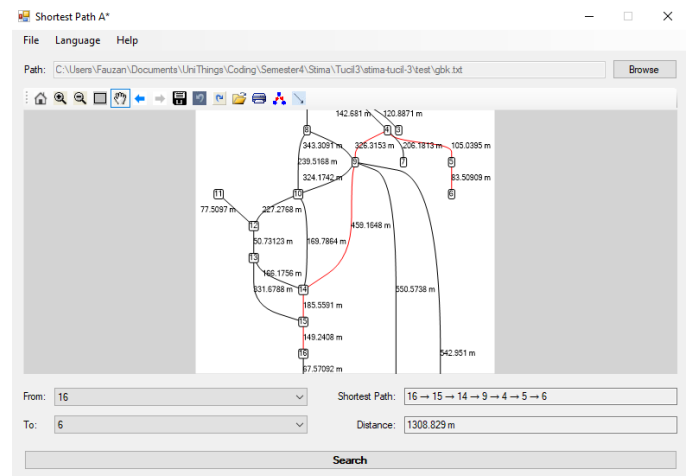 Shortest Path A*
File Language Help
Path: C:\Users\Fauzan\Documents\UniThings\Coding\Semester4\Stima\Tucil3\stima-tucil-3\test\gbk.txt Browse
142.681 m 120.8871 m
8 4 3
343.3091 m 326.3153 m 206.1813 m 105.0395 m
239.5168 m 9 7 5
324.1742 m 83.50909 m
11 10 6
77.5097 m 227.2768 m
12 459.1648 m
50.73123 m 169.7864 m
13
166.1756 m
331.6788 m 14 550.5738 m
185.5591 m
15
149.2408 m
16 542.951 m
67.57092 m
From: 16 Shortest Path: 16 → 15 → 14 → 9 → 4 → 5 → 6
To: 6 Distance: 1308.829 m
Search